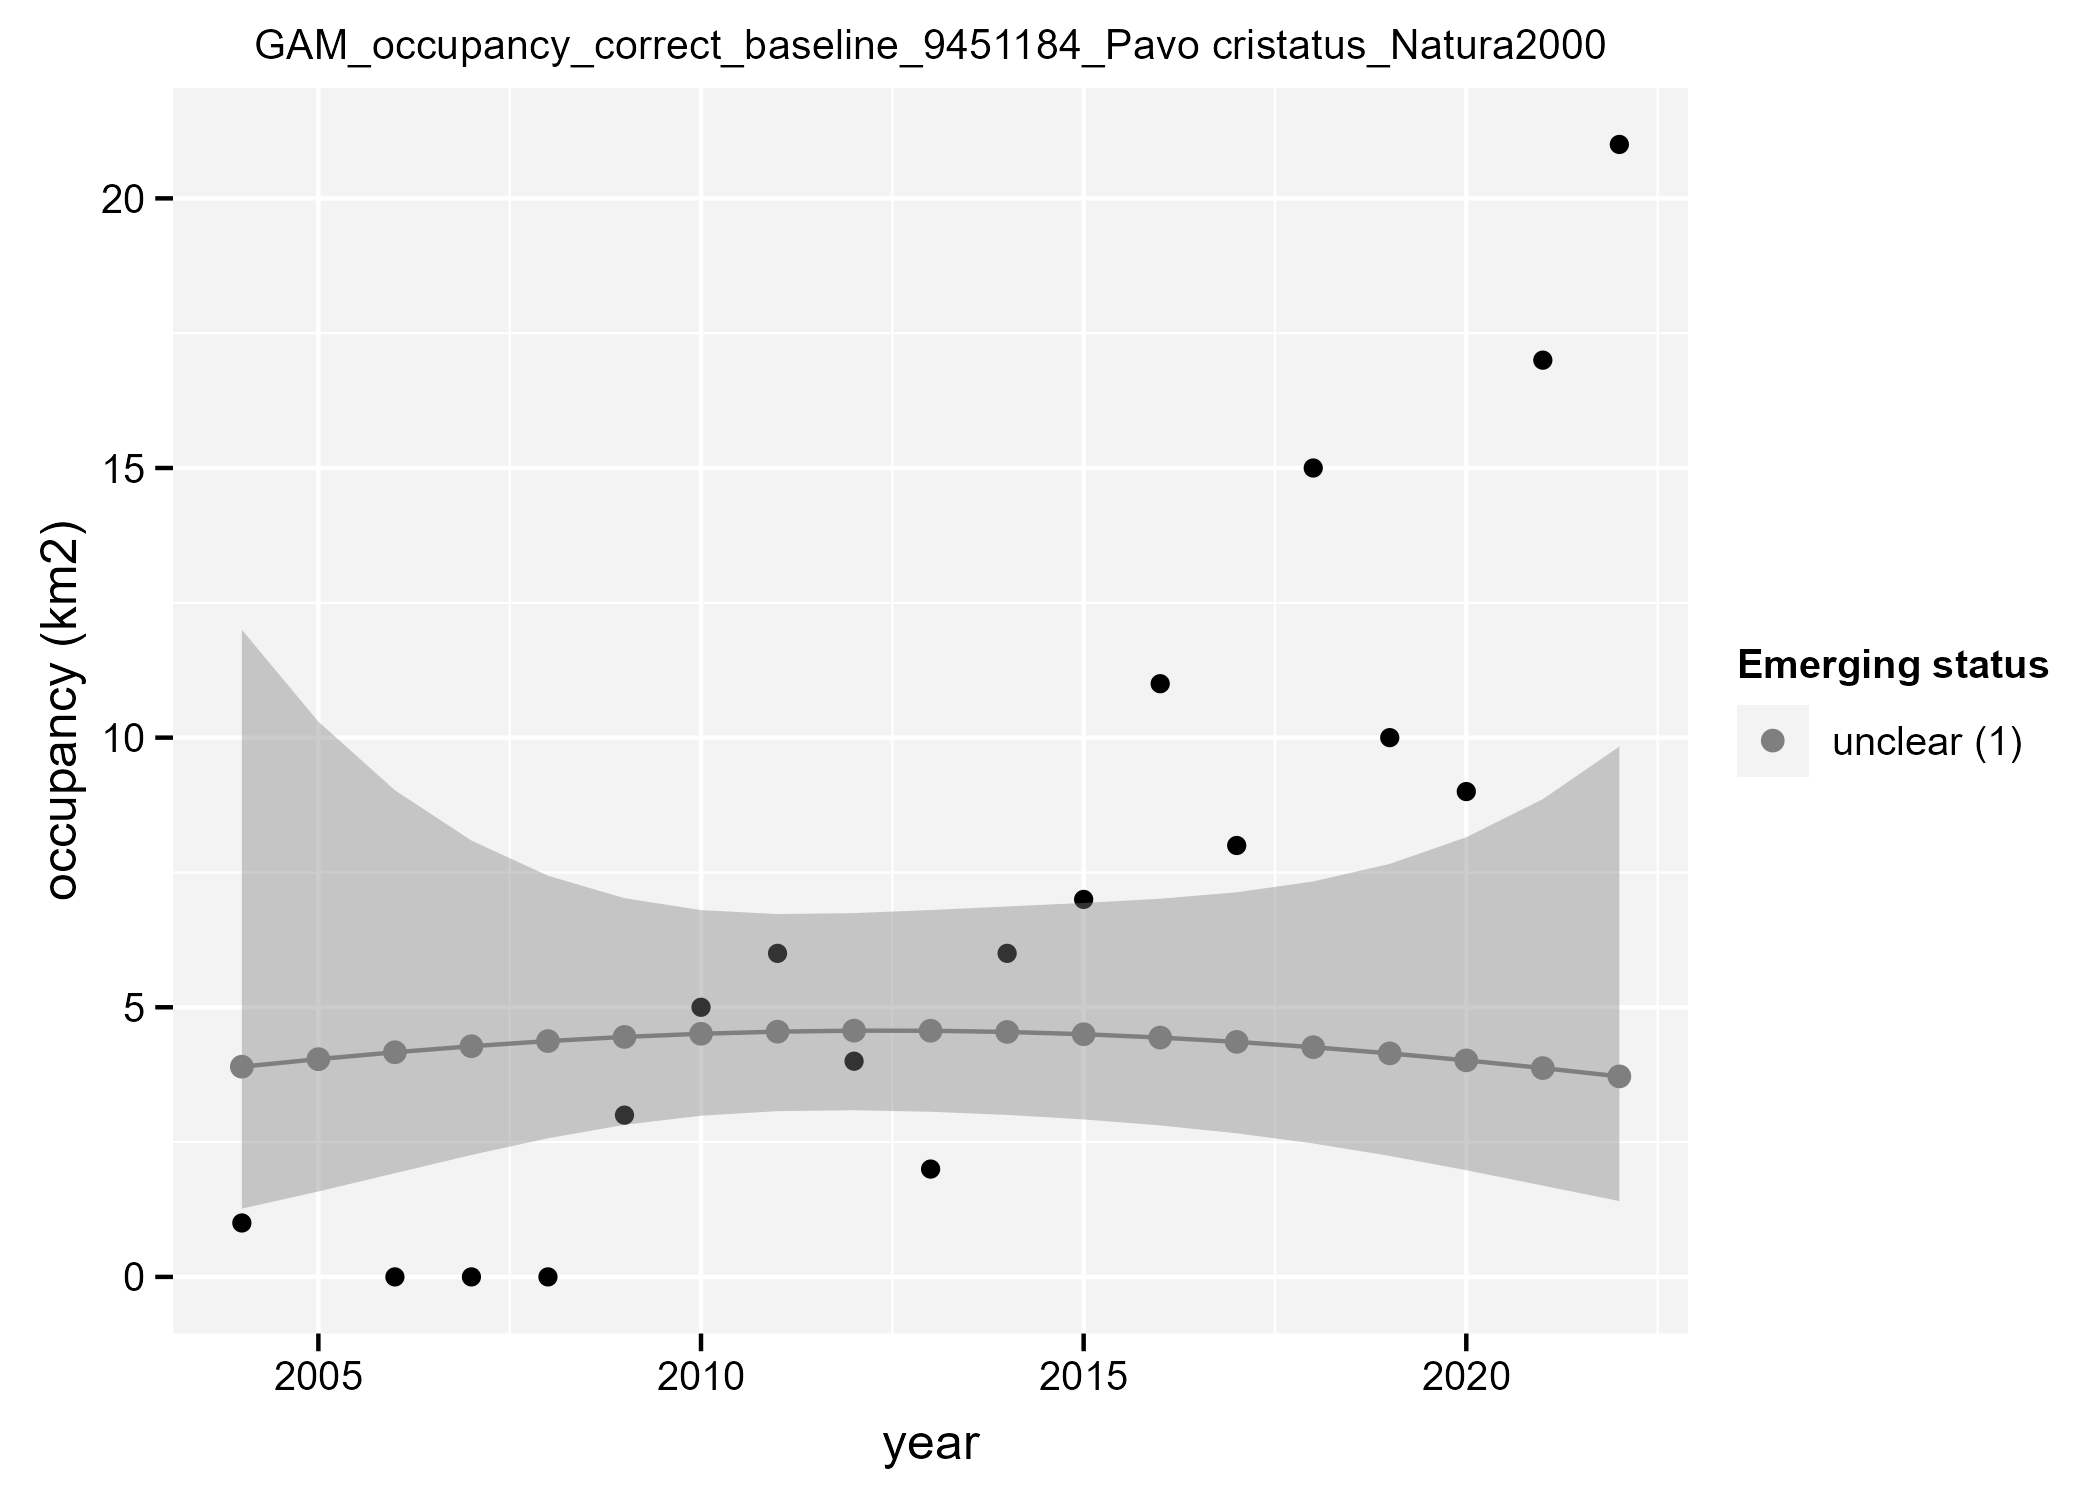 GAM_occupancy_correct_baseline_9451184_Pavo cristatus_Natura2000
occupancy (km2)
20
15
10
5
0
2005 2010 2015 2020
year
Emerging status
unclear (1)